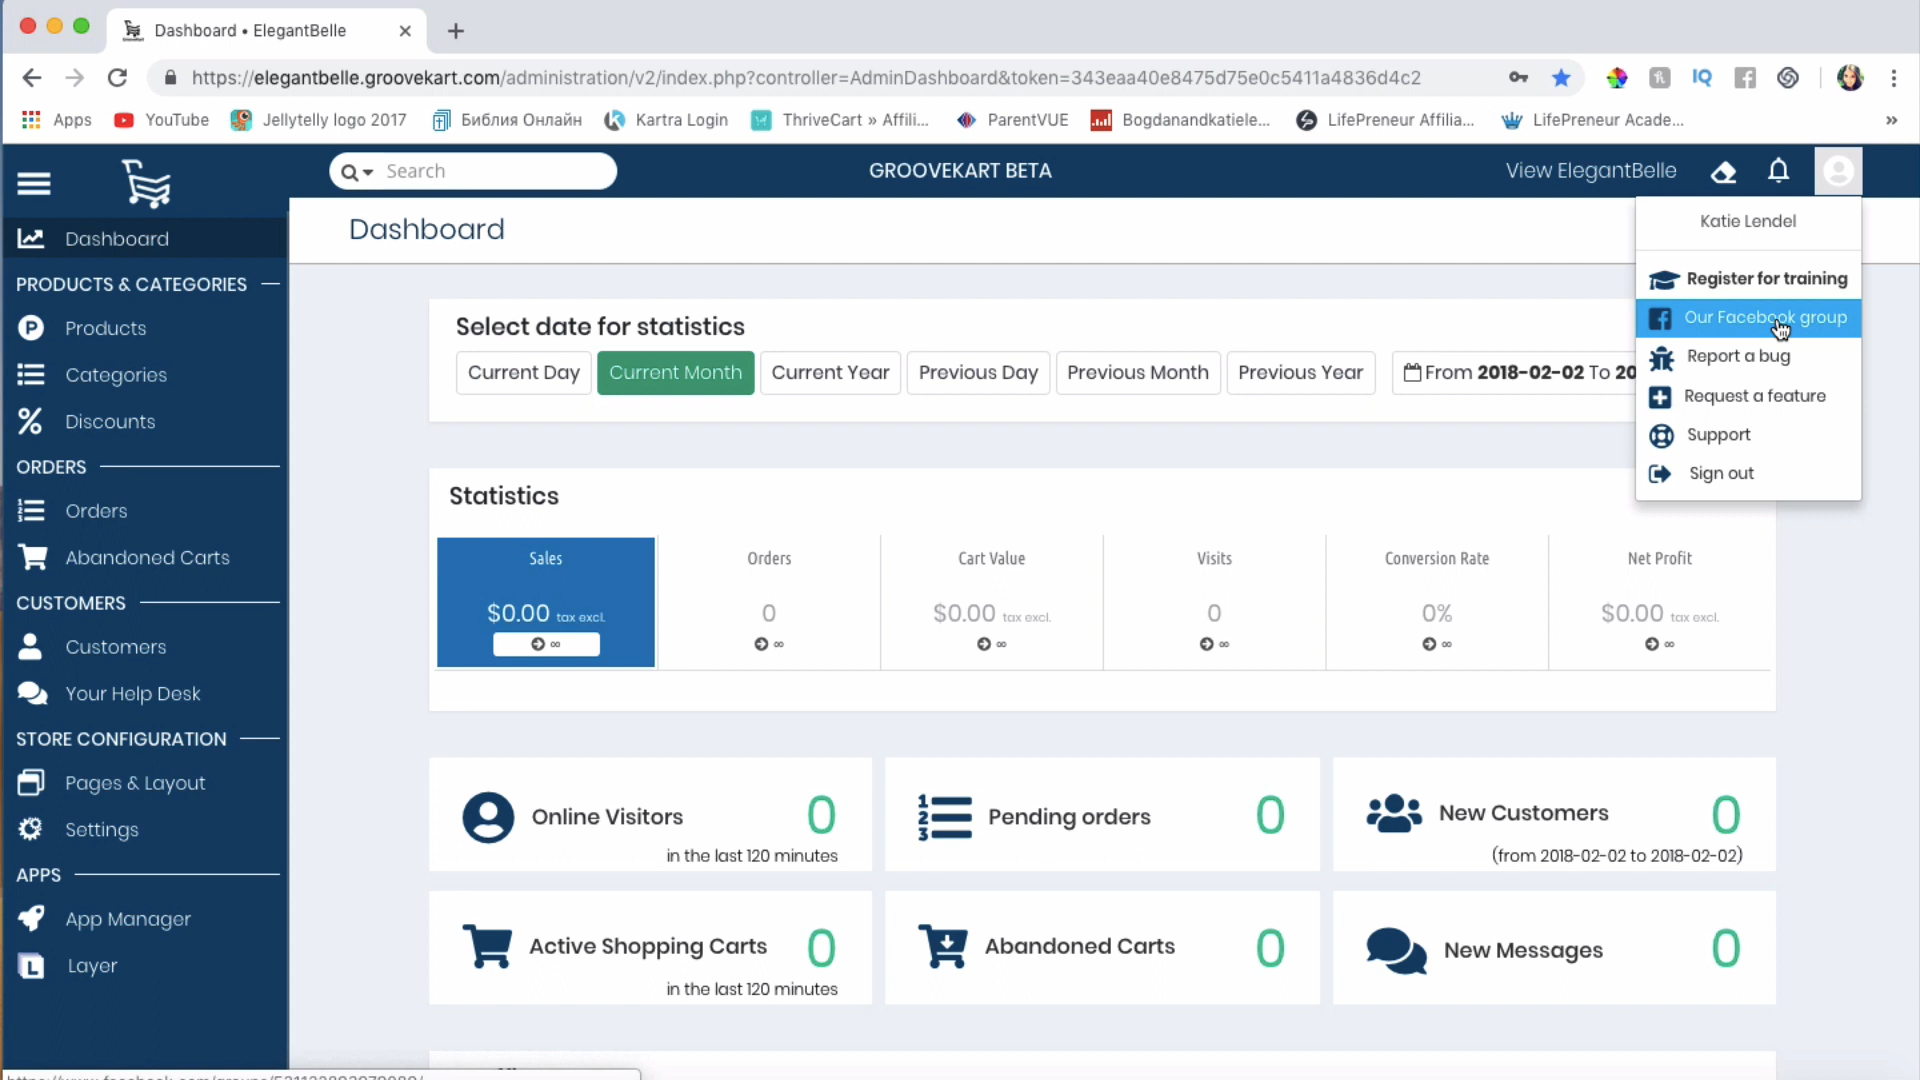 Dashboard • ElegantBelle
https://elegantbelle.groovekart.com/administration/v2/index.php?controller=AdminDashboard&token=343eaa40e8475d75e0c5411a4836d4c2
Apps YouTube Jellytelly logo 2017 Библия Онлайн Kartra Login ThriveCart » Affili... ParentVUE Bogdanandkatiele... LifePreneur Affilia... LifePreneur Acade... »
Search GROOVEKART BETA View ElegantBelle
Dashboard
PRODUCTS & CATEGORIES
Products
Categories
Discounts
ORDERS
Orders
Abandoned Carts
CUSTOMERS
Customers
Your Help Desk
STORE CONFIGURATION
Pages & Layout
Settings
APPS
App Manager
Layer
Dashboard
Katie Lendel
Register for training
Our Facebook group
Report a bug
Request a feature
Support
Sign out
Select date for statistics
Current Day Current Month Current Year Previous Day Previous Month Previous Year From 2018-02-02 To 20
Statistics
Sales Orders Cart Value Visits Conversion Rate Net Profit
$0.00 tax excl. 0 $0.00 tax excl. 0 0% $0.00 tax excl.
∞ ∞ ∞ ∞ ∞ ∞
Online Visitors 0
in the last 120 minutes
Pending orders 0
New Customers 0
(from 2018-02-02 to 2018-02-02)
Active Shopping Carts 0
in the last 120 minutes
Abandoned Carts 0
New Messages 0